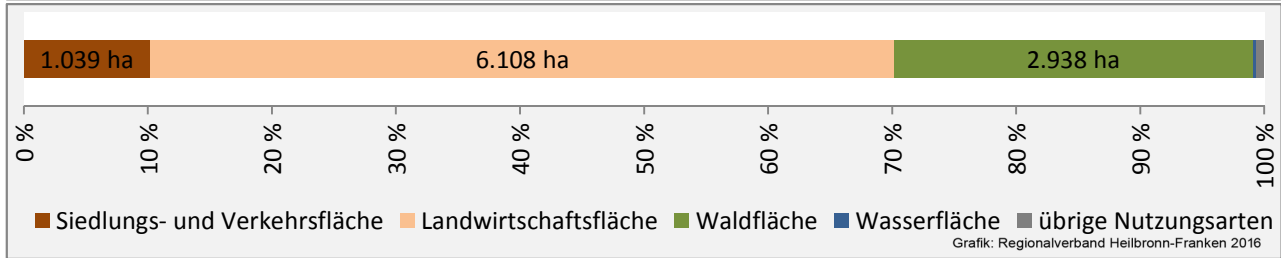 1.039 ha 6.108 ha 2.938 ha
0 % 10 % 20 % 30 % 40 % 50 % 60 % 70 % 80 % 90 % 100 %
Siedlungs- und Verkehrsfläche Landwirtschaftsfläche Waldfläche Wasserfläche übrige Nutzungsarten
Grafik: Regionalverband Heilbronn-Franken 2016